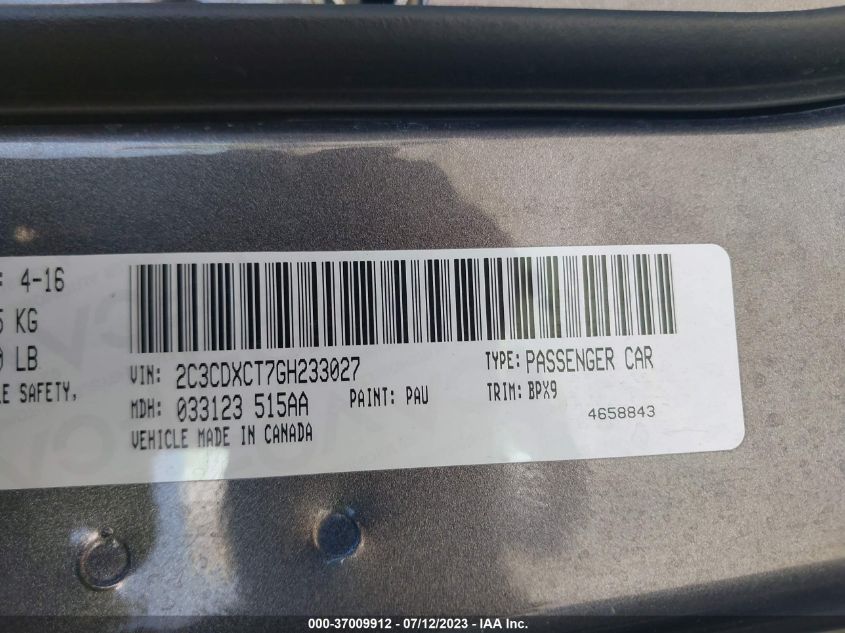 : 4-16
5 KG
0 LB
LE SAFETY,
VIN: 2C3CDXCT7GH233027
TYPE: PASSENGER CAR
MDH: 033123 515AA
PAINT: PAU
TRIM: BPX9
4658843
VEHICLE MADE IN CANADA
000-37009912 - 07/12/2023 - IAA Inc.